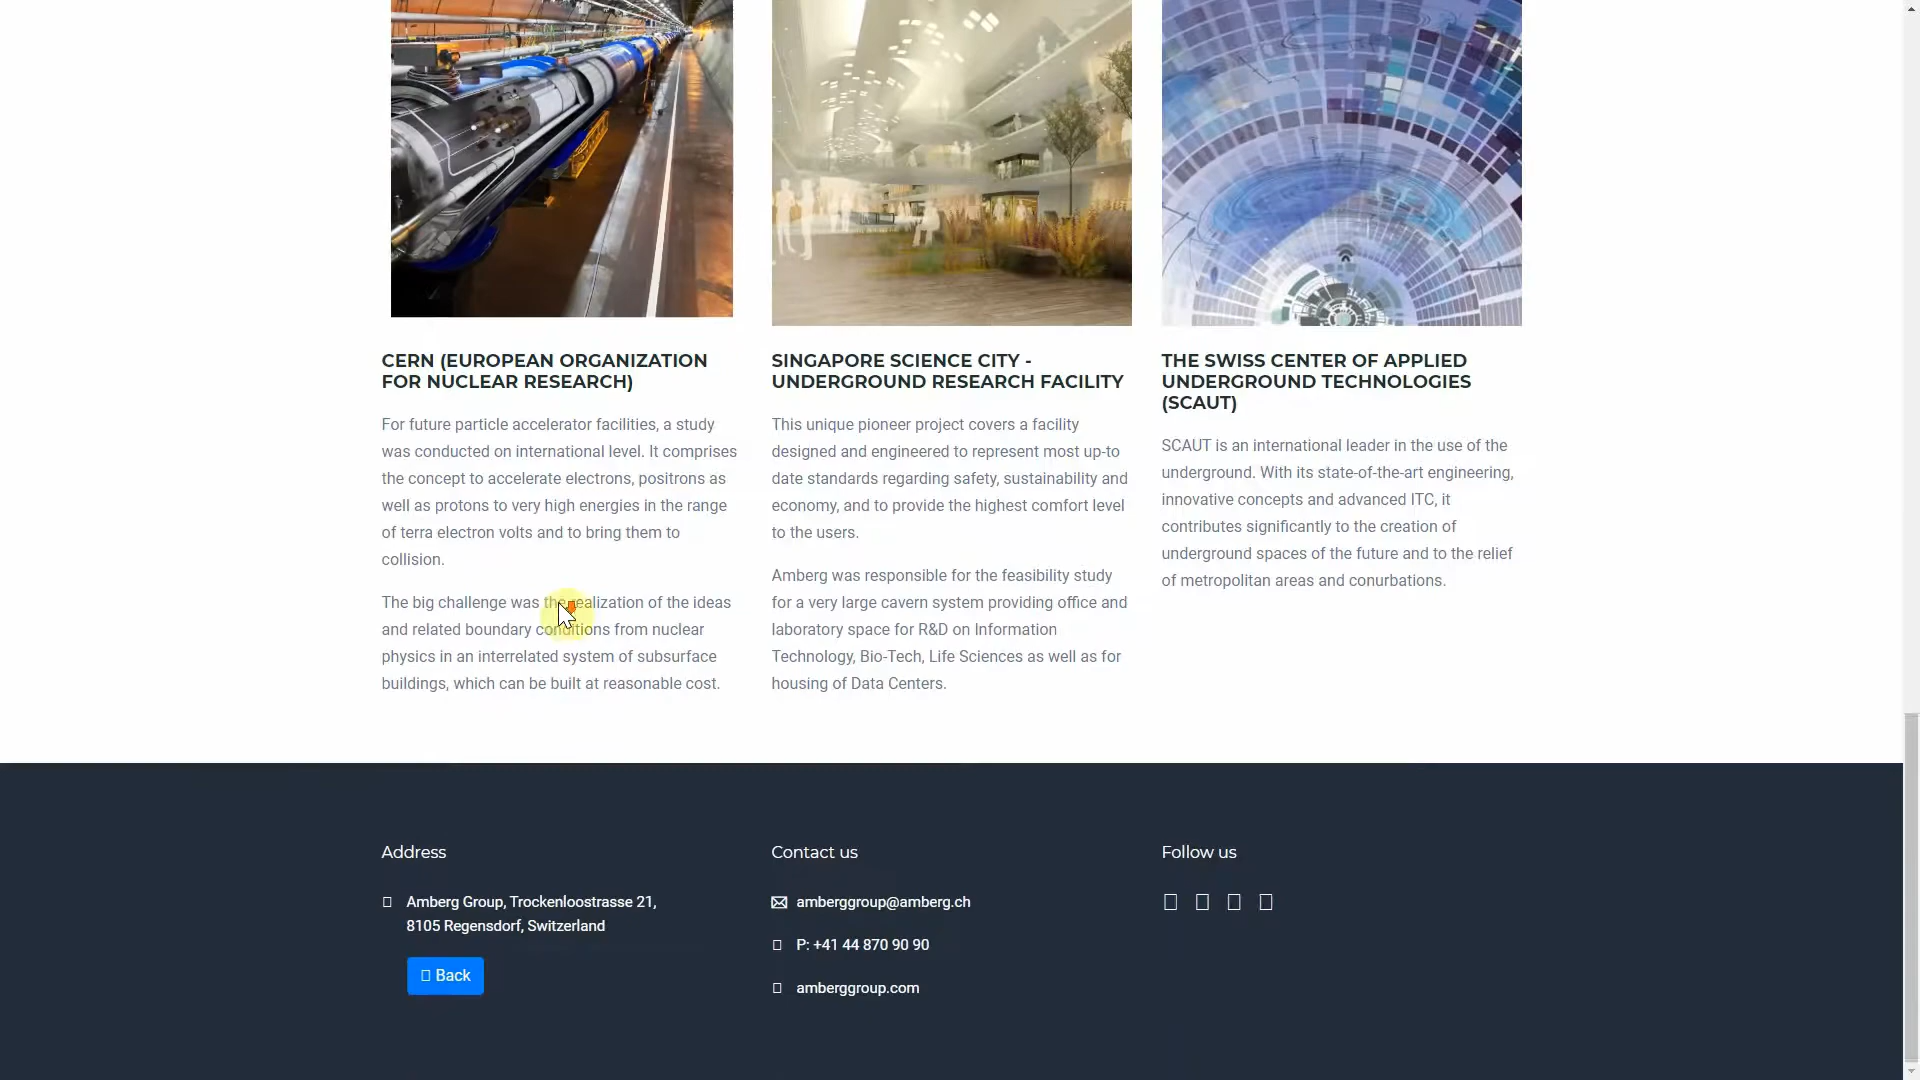 CERN (EUROPEAN ORGANIZATION
FOR NUCLEAR RESEARCH)
For future particle accelerator facilities, a study
was conducted on international level. It comprises
the concept to accelerate electrons, positrons as
well as protons to very high energies in the range
of terra electron volts and to bring them to
collision.
The big challenge was the realization of the ideas
and related boundary conditions from nuclear
physics in an interrelated system of subsurface
buildings, which can be built at reasonable cost.
SINGAPORE SCIENCE CITY -
UNDERGROUND RESEARCH FACILITY
This unique pioneer project covers a facility
designed and engineered to represent most up-to
date standards regarding safety, sustainability and
economy, and to provide the highest comfort level
to the users.
Amberg was responsible for the feasibility study
for a very large cavern system providing office and
laboratory space for R&D on Information
Technology, Bio-Tech, Life Sciences as well as for
housing of Data Centers.
THE SWISS CENTER OF APPLIED
UNDERGROUND TECHNOLOGIES
(SCAUT)
SCAUT is an international leader in the use of the
underground. With its state-of-the-art engineering,
innovative concepts and advanced ITC, it
contributes significantly to the creation of
underground spaces of the future and to the relief
of metropolitan areas and conurbations.
Address
Amberg Group, Trockenloostrasse 21,
8105 Regensdorf, Switzerland
Back
Contact us
amberggroup@amberg.ch
P: +41 44 870 90 90
amberggroup.com
Follow us